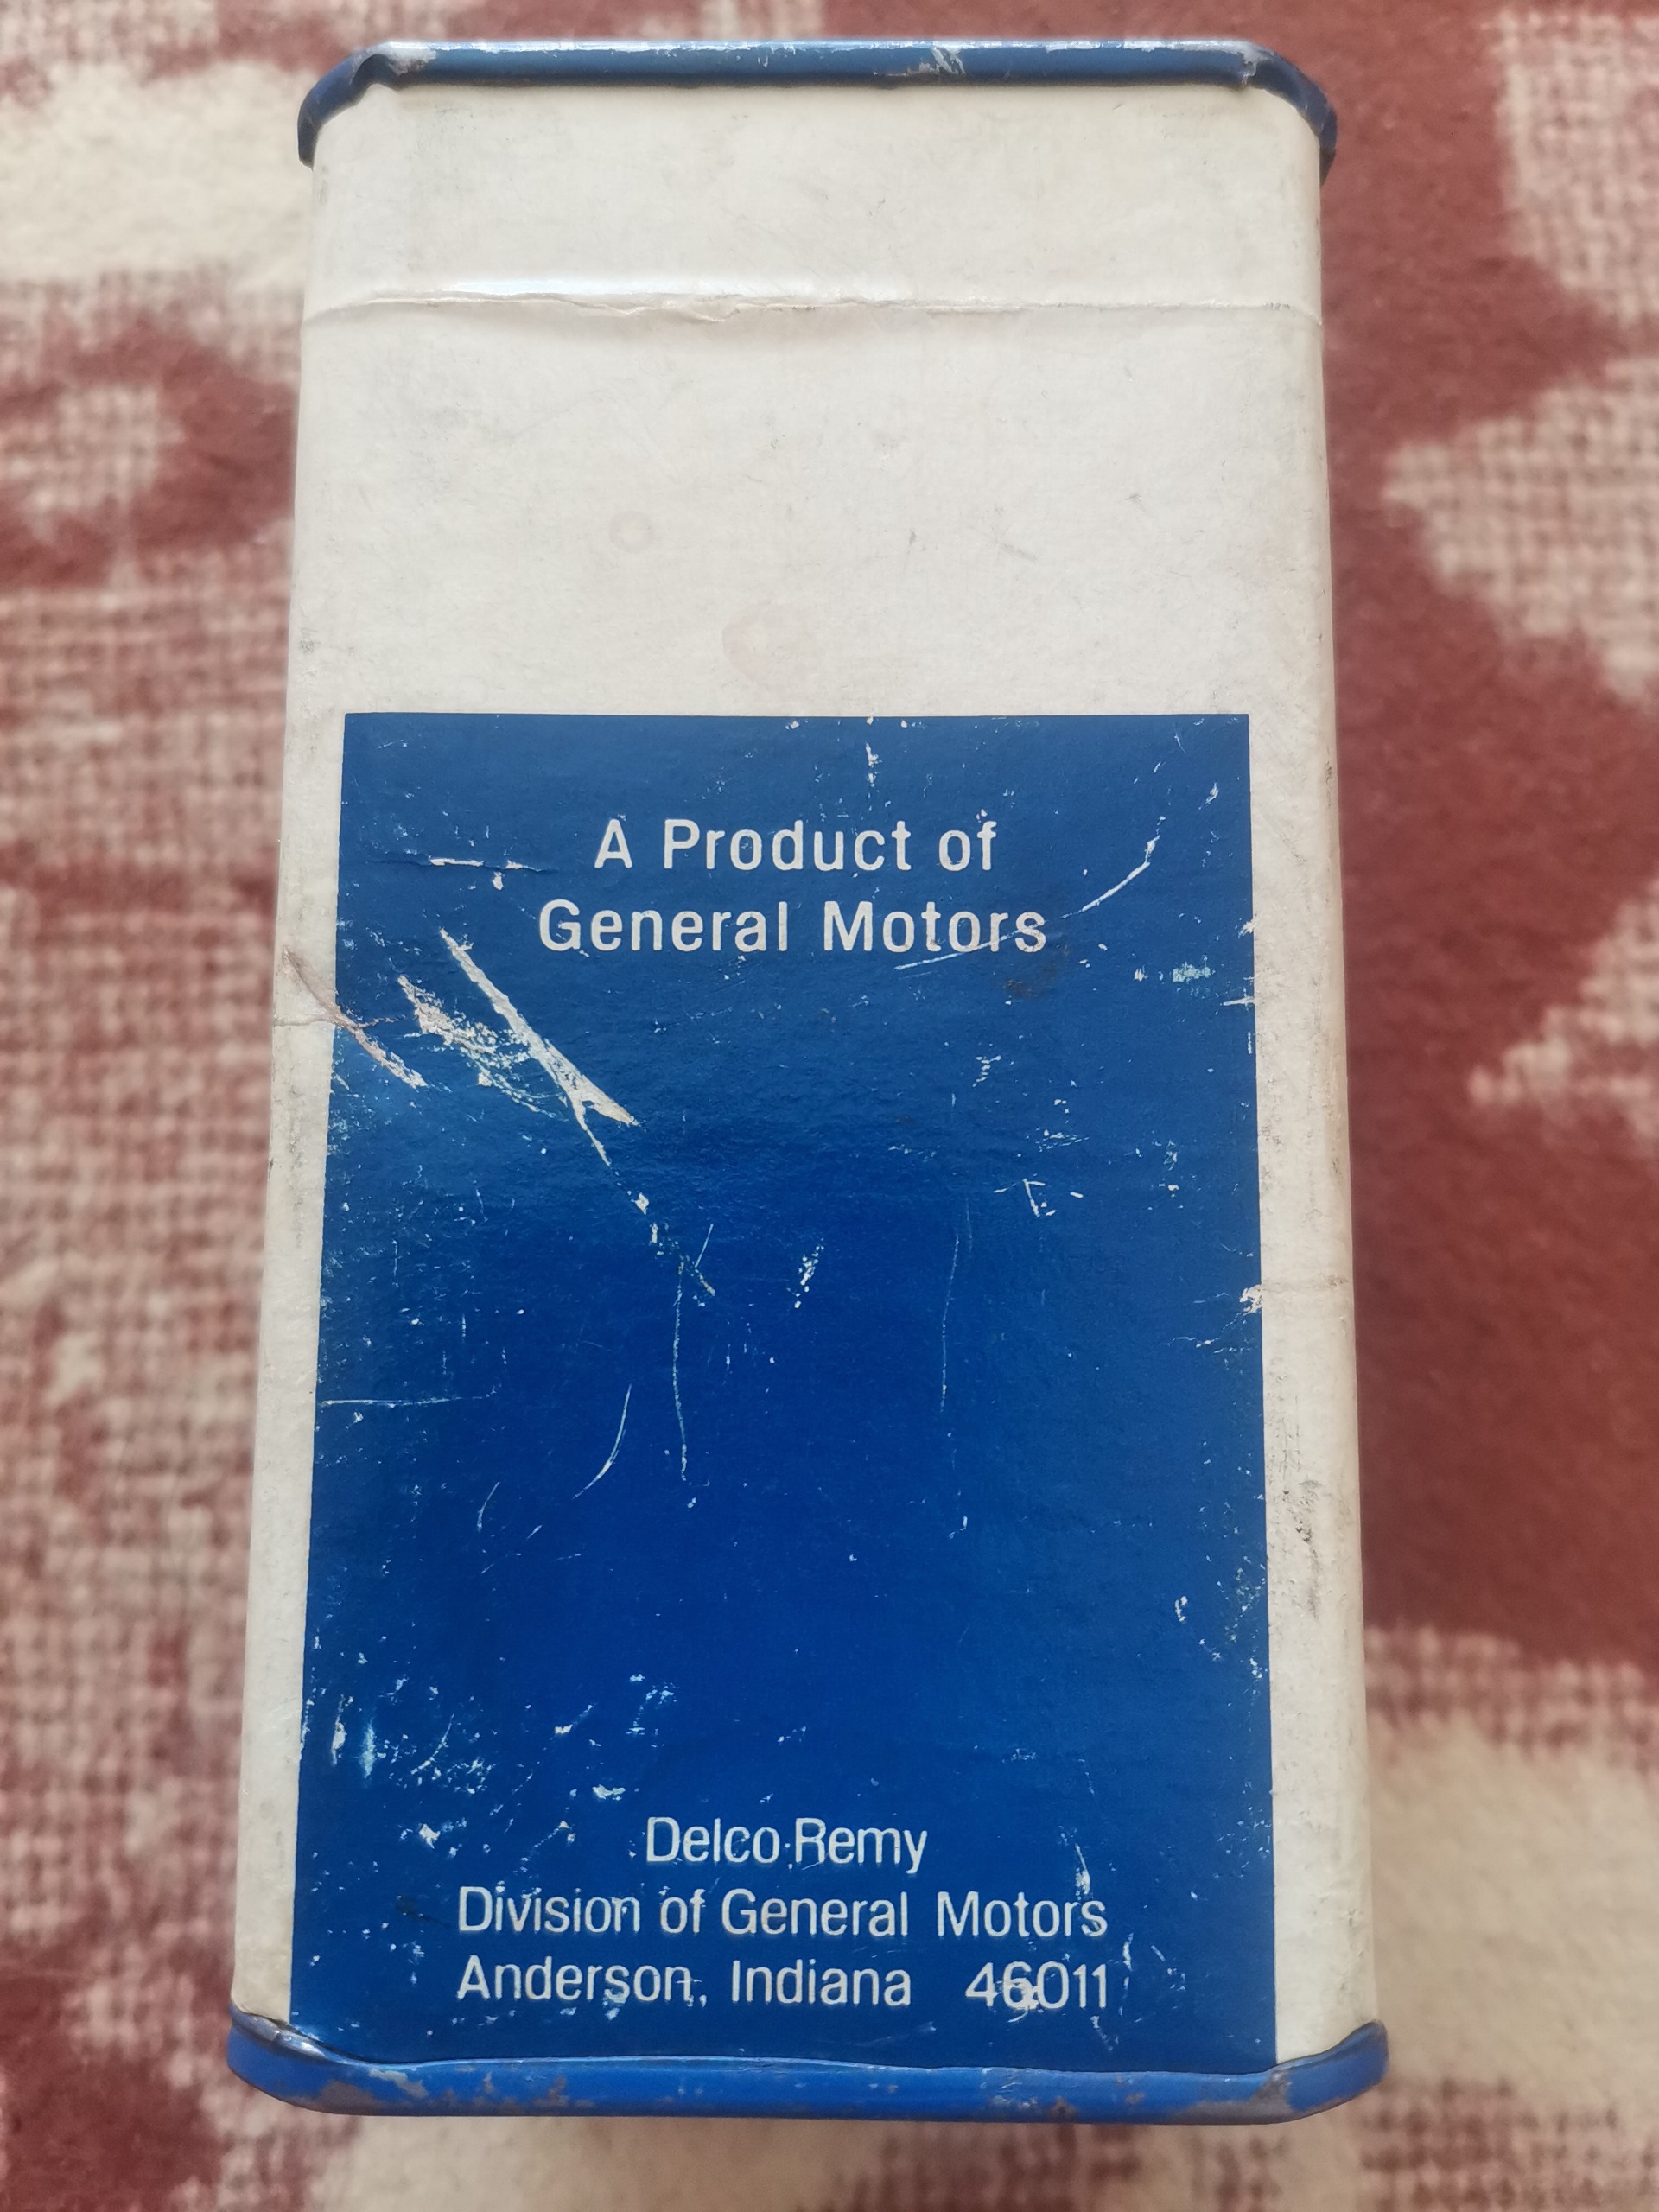 A Product of
General Motors
Delco-Remy
Division of General Motors
Anderson, Indiana 46011